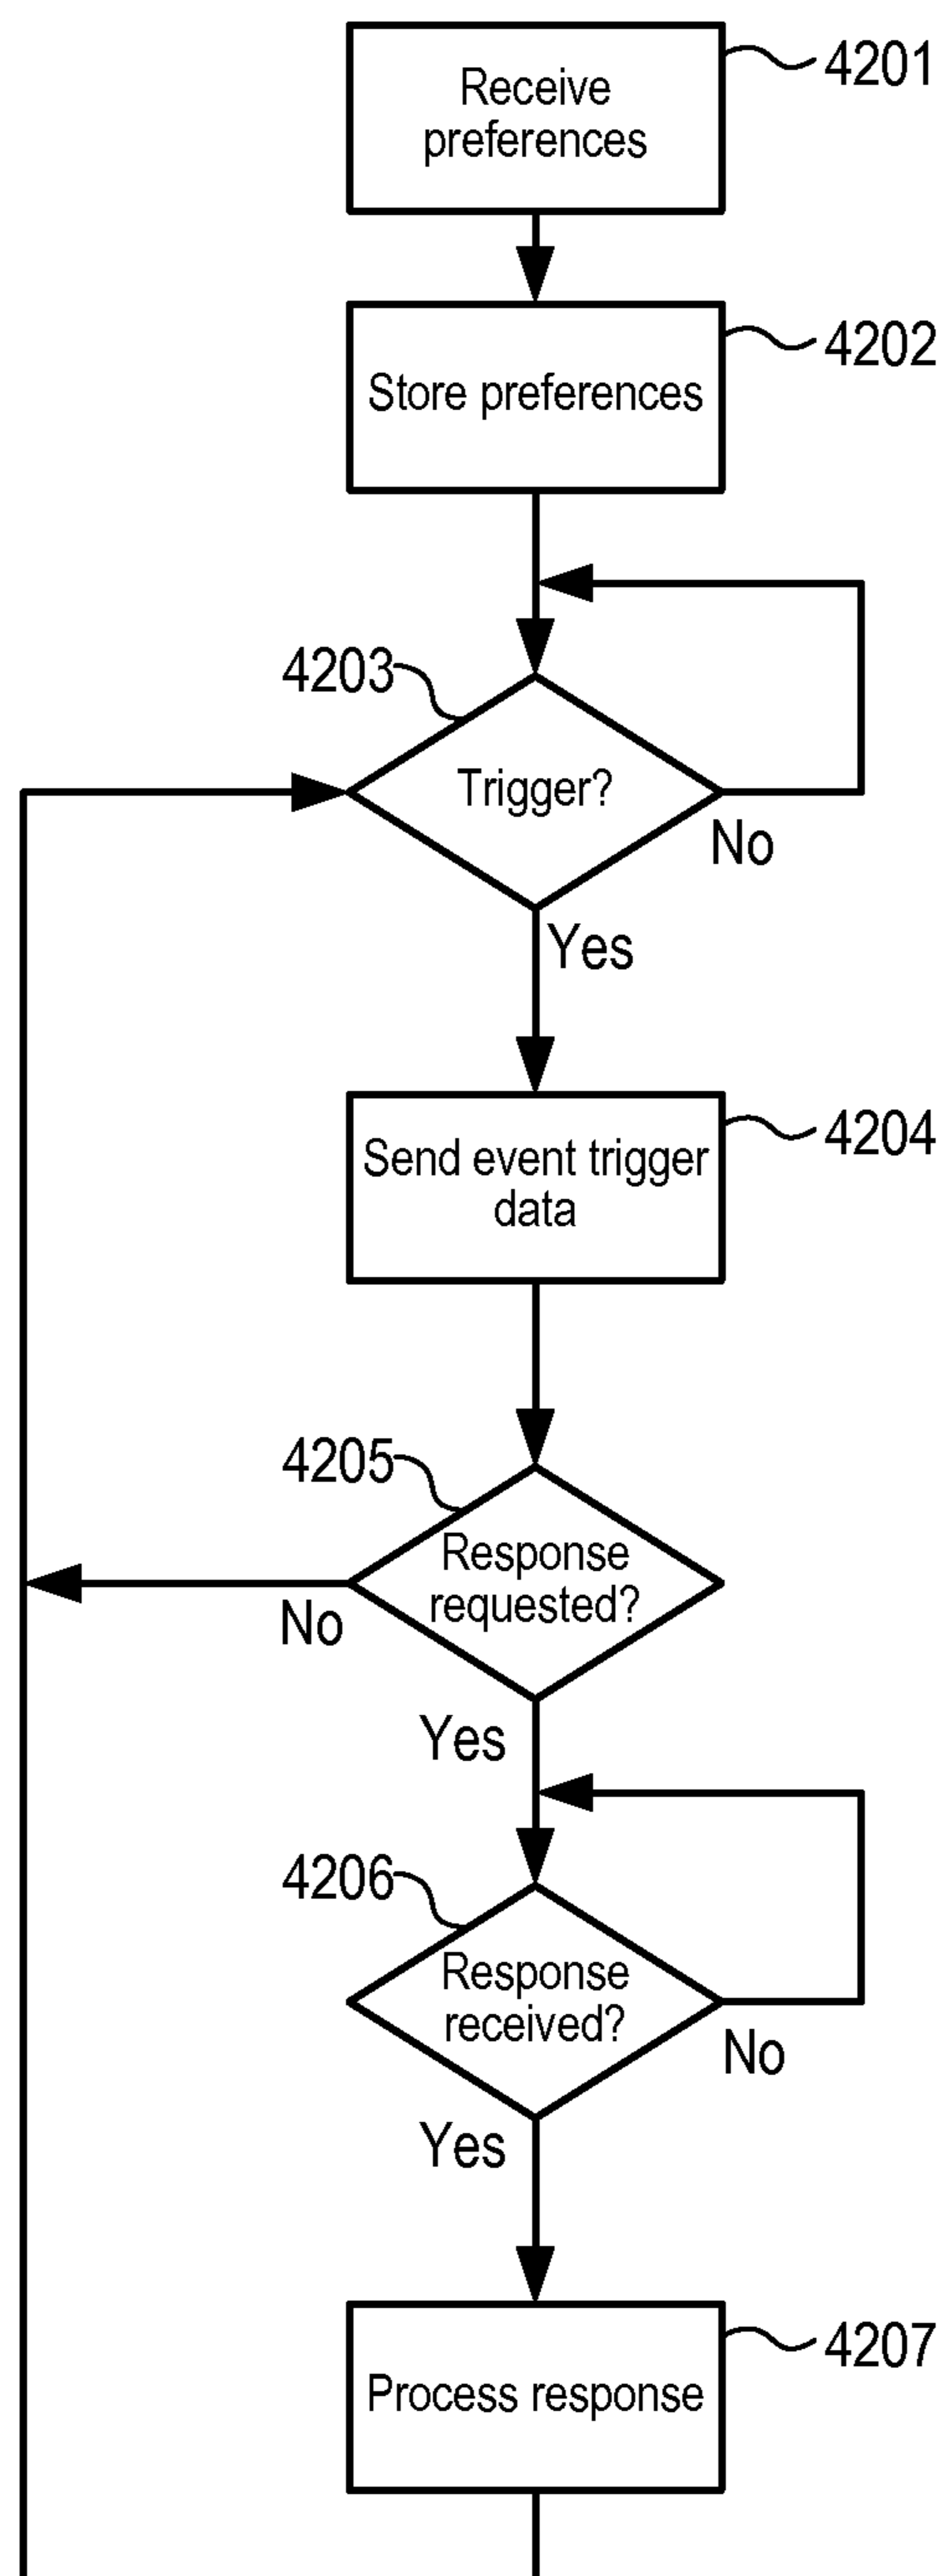 Receive
preferences
4201
Store preferences
4202
4203
Trigger?
No
Yes
Send event trigger
data
4204
4205
Response
requested?
No
Yes
4206
Response
received?
No
Yes
Process response
4207